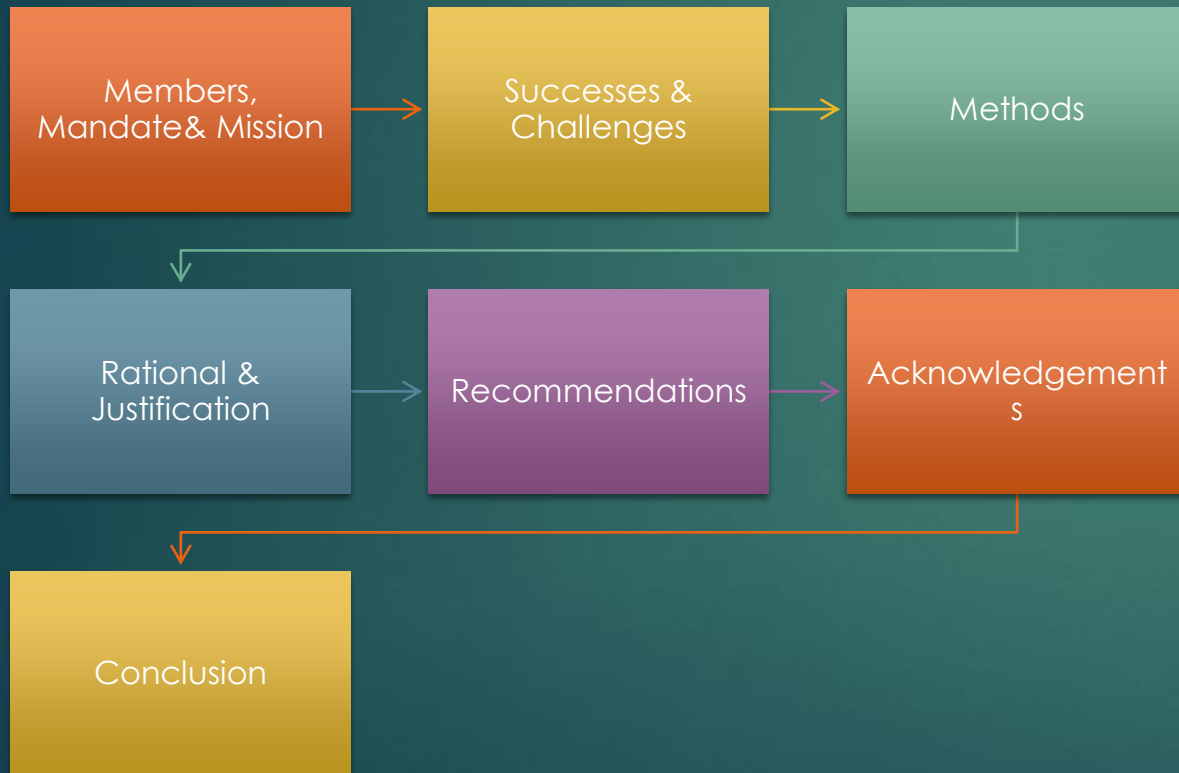 Members,
Mandate& Mission
Successes &
Challenges
Methods
Rational &
Justification
Recommendations
Acknowledgement
s
Conclusion